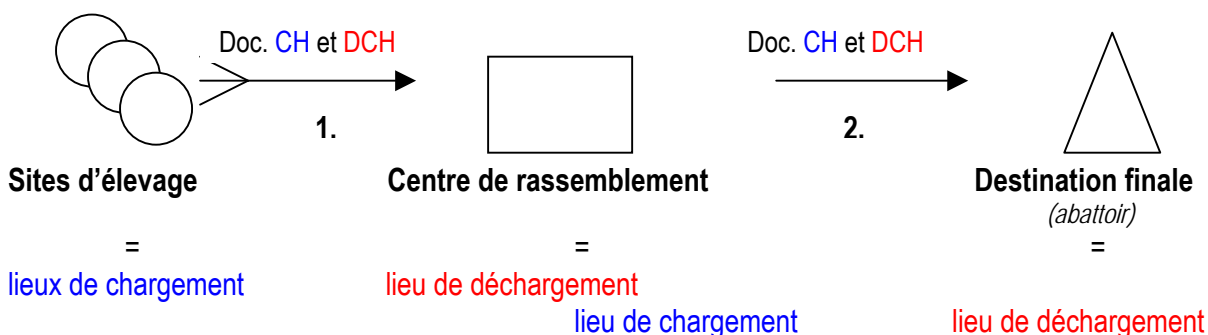 Doc. CH et DCH
Doc. CH et DCH
1.
2.
Sites d'élevage
Centre de rassemblement
Destination finale
(abattoir)
=
=
=
lieux de chargement
lieu de déchargement
lieu de chargement
lieu de déchargement